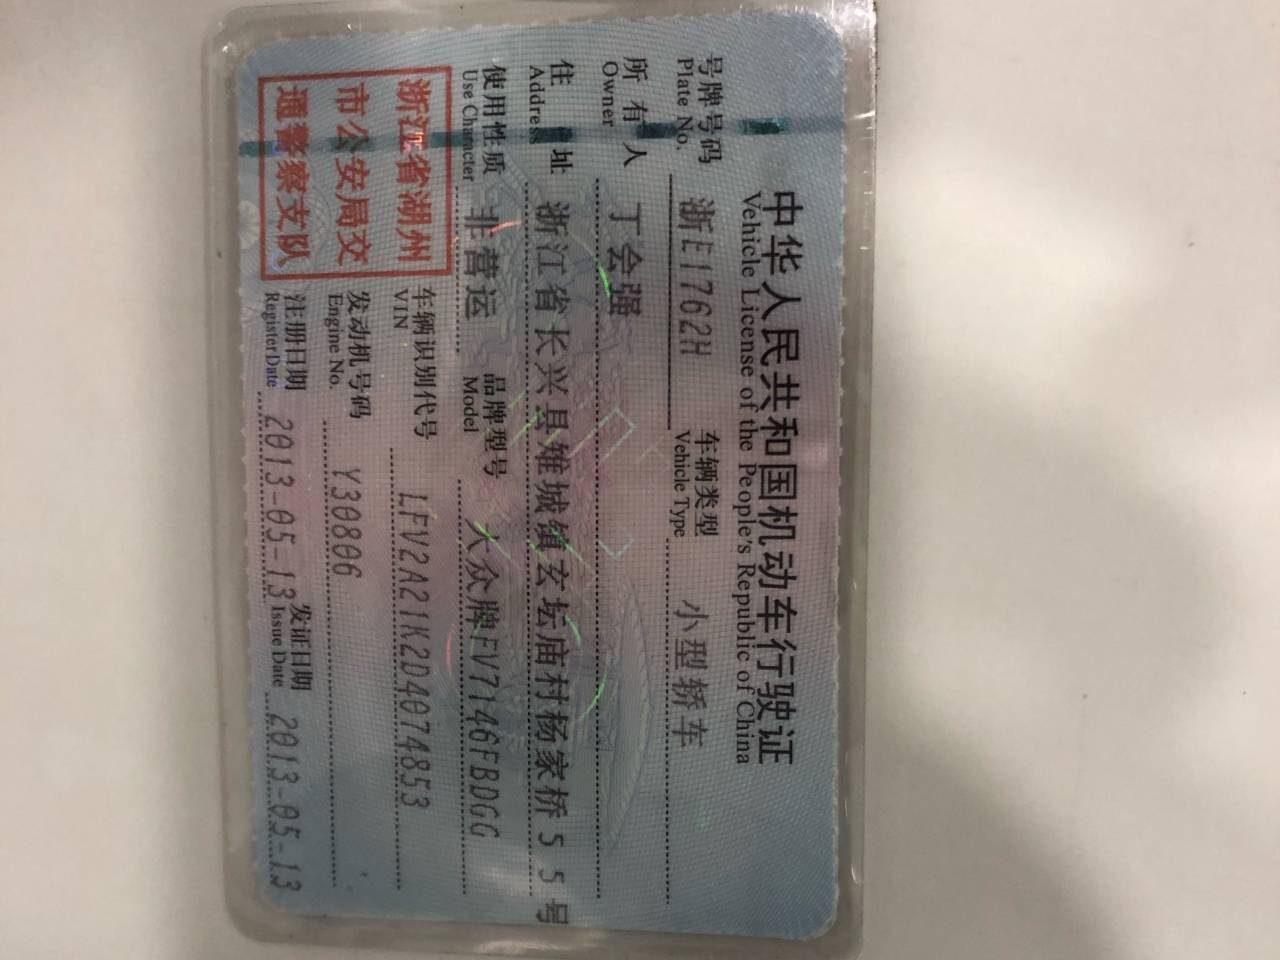 中华人民共和国机动车行驶证
Vehicle License of the People's Republic of China
号牌号码 浙E1762H 车辆类型 小型轿车
Plate No. Vehicle Type
所有人 丁会强
Owner
住址 浙江省长兴县雉城镇玄坛庙村杨家桥55号
Address
使用性质 非营运 品牌型号 大众牌FV7146FBDGG
Use Character Model
浙江省湖州
市公安局交
通警察支队
车辆识别代号 LFV2A21K2D4074853
VIN
发动机号码 Y30806
Engine No.
注册日期 2013-05-13 发证日期 2013-05-13
Register Date Issue Date